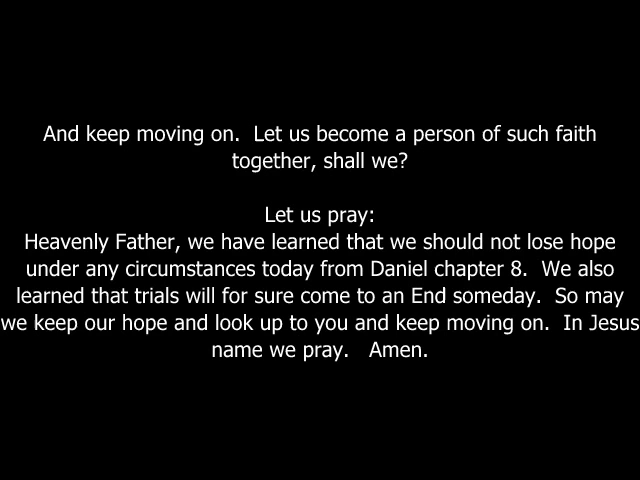 And keep moving on.  Let us become a person of such faith
together, shall we?
Let us pray:
Heavenly Father, we have learned that we should not lose hope
under any circumstances today from Daniel chapter 8.  We also
learned that trials will for sure come to an End someday.  So may
we keep our hope and look up to you and keep moving on.  In Jesus
name we pray.   Amen.